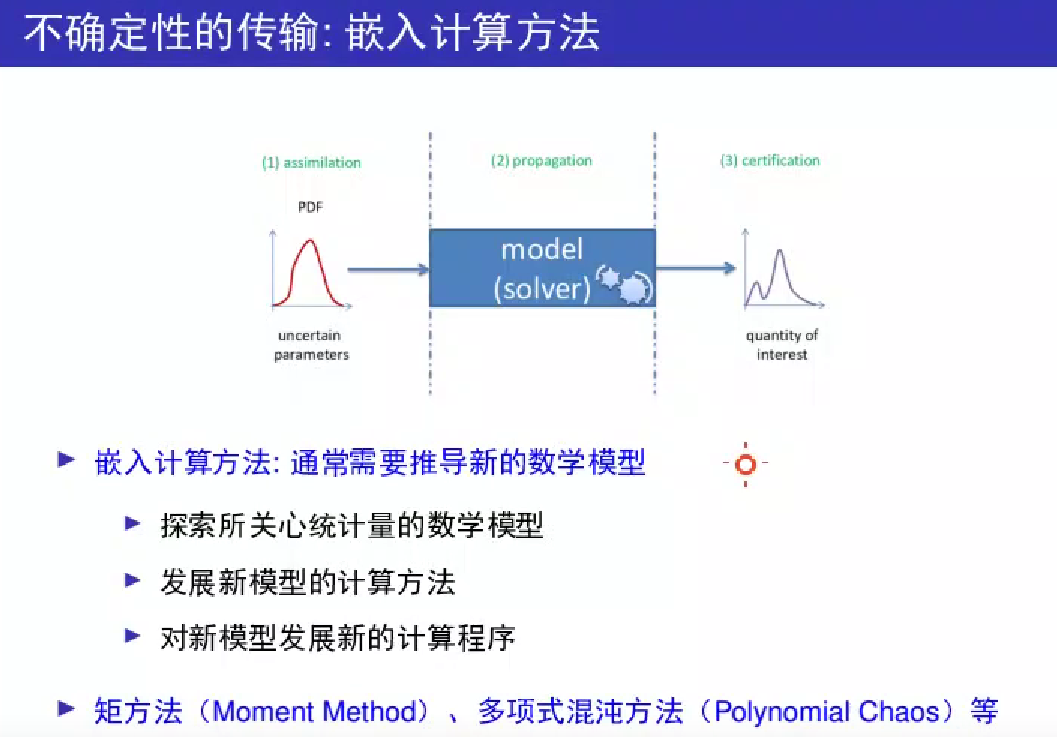 不确定性的传输: 嵌入计算方法
(1) assimilation
(2) propagation
(3) certification
PDF
model
(solver)
uncertain
parameters
quantity of
interest
嵌入计算方法: 通常需要推导新的数学模型
探索所关心统计量的数学模型
发展新模型的计算方法
对新模型发展新的计算程序
矩方法（Moment Method）、多项式混沌方法（Polynomial Chaos）等